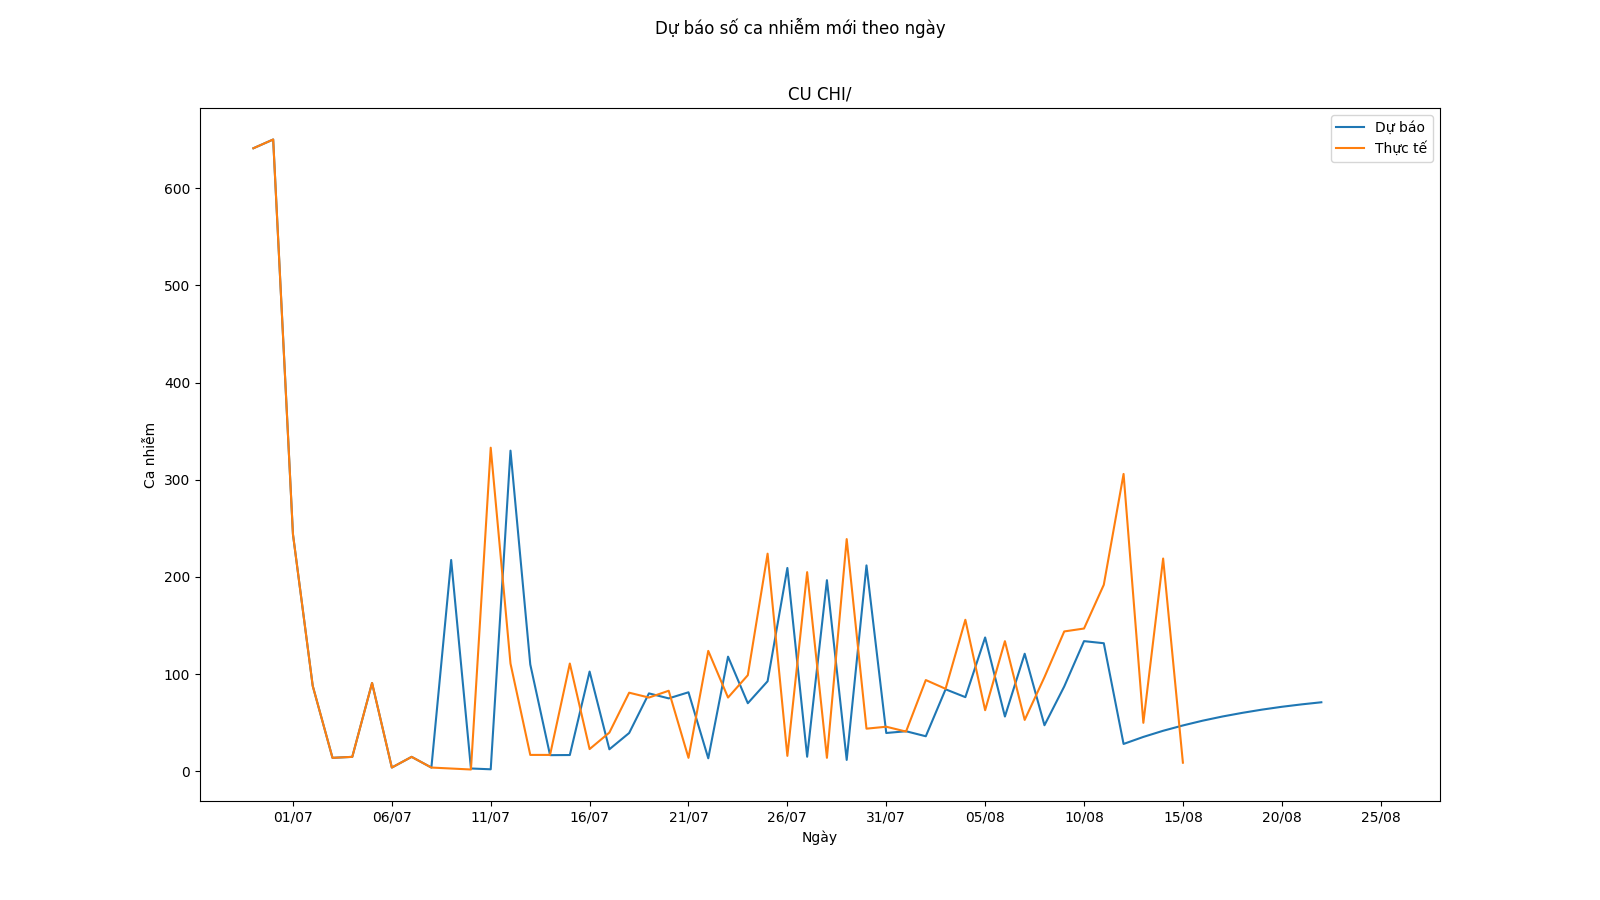 Dự báo số ca nhiễm mới theo ngày
CU CHI/
Dự báo
Thực tế
600
500
400
300
200
100
0
Ca nhiễm
01/07 06/07 11/07 16/07 21/07 26/07 31/07 05/08 10/08 15/08 20/08 25/08
Ngày